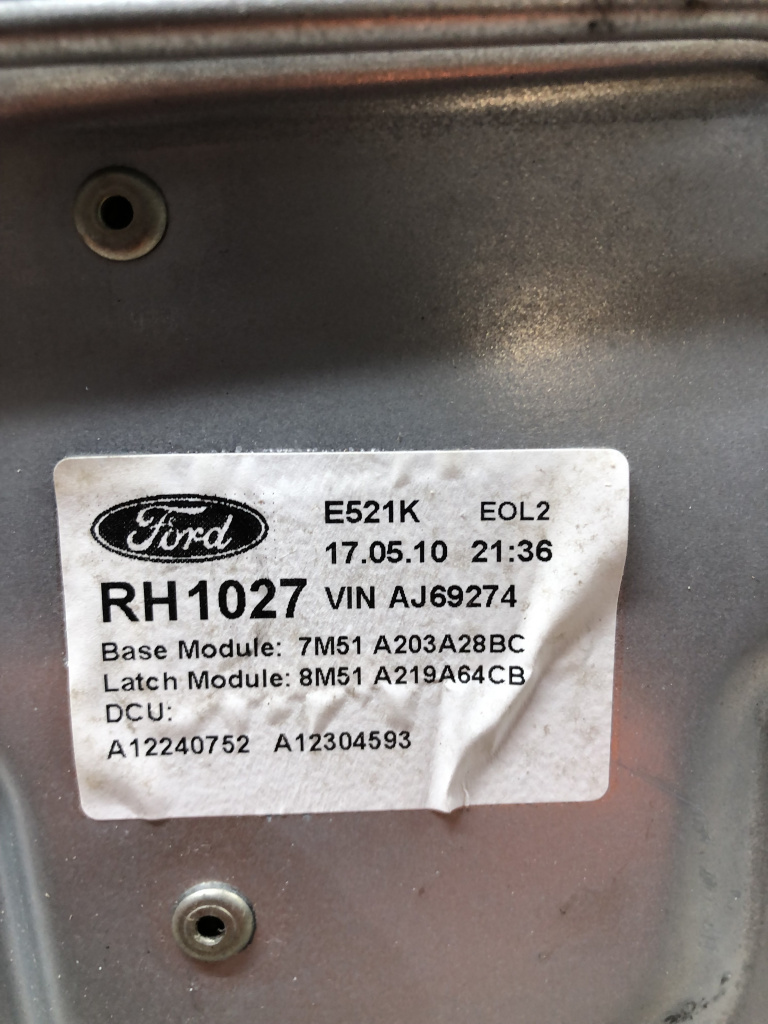 Ford E521K EOL2
17.05.10 21:36
RH1027 VIN AJ69274
Base Module: 7M51 A203A28BC
Latch Module: 8M51 A219A64CB
DCU:
A12240752 A12304593